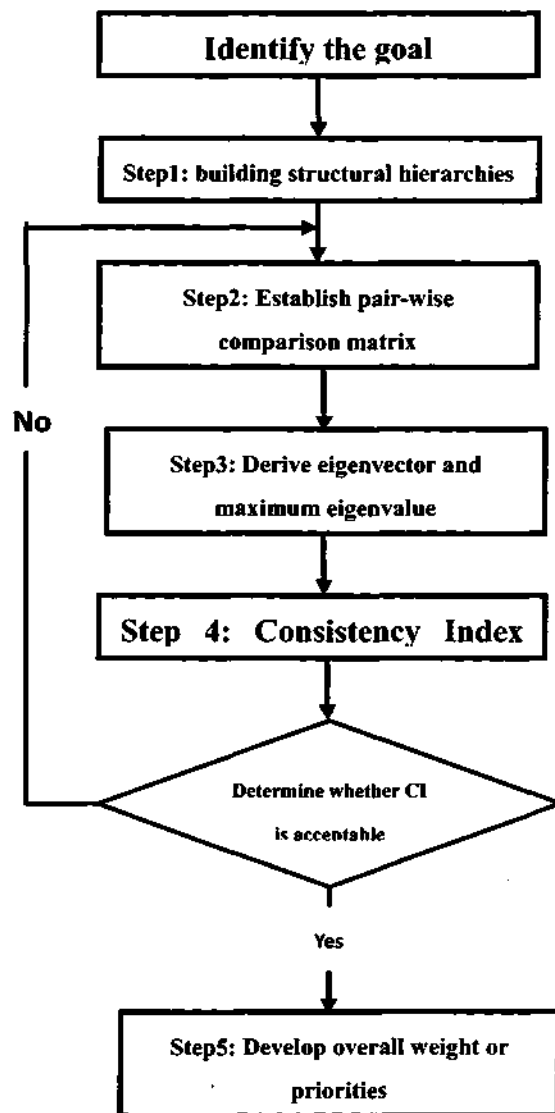 Identify the goal
Step1: building structural hierarchies
Step2: Establish pair-wise
comparison matrix
No
Step3: Derive eigenvector and
maximum eigenvalue
Step 4: Consistency Index
Determine whether CI
is acceptable
Yes
Step5: Develop overall weight or
priorities